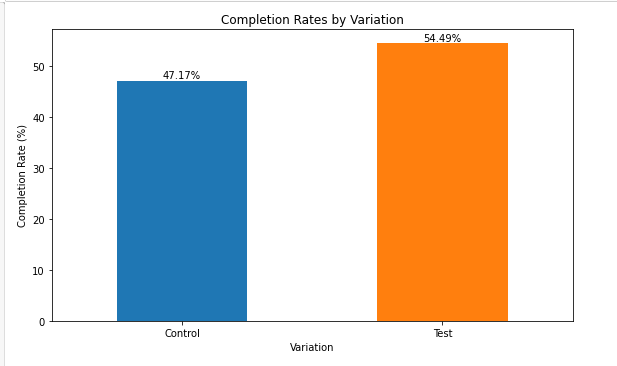 Completion Rates by Variation
54.49%
47.17%
50
40
30
20
10
0
Completion Rate (%)
Control
Test
Variation